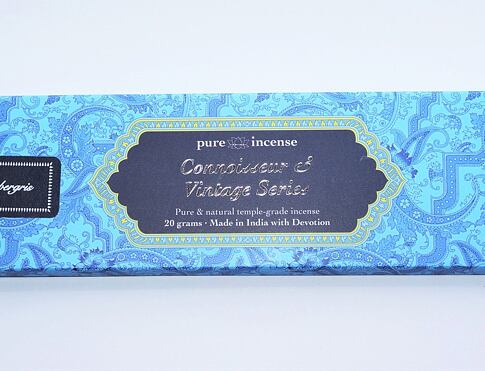 pure incense
Connoisseur &
Vintage Series
Pure & natural temple-grade incense
20 grams · Made in India with Devotion